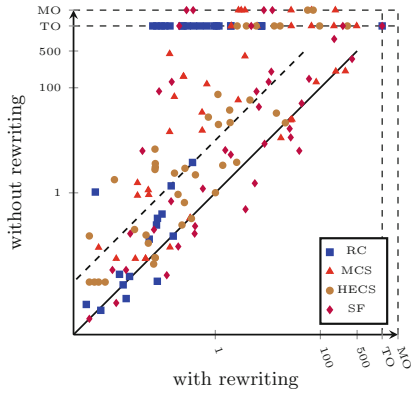 MO
TO
500
100
1
without rewriting
RC
MCS
HECS
SF
1
100
500
TO
MO
with rewriting